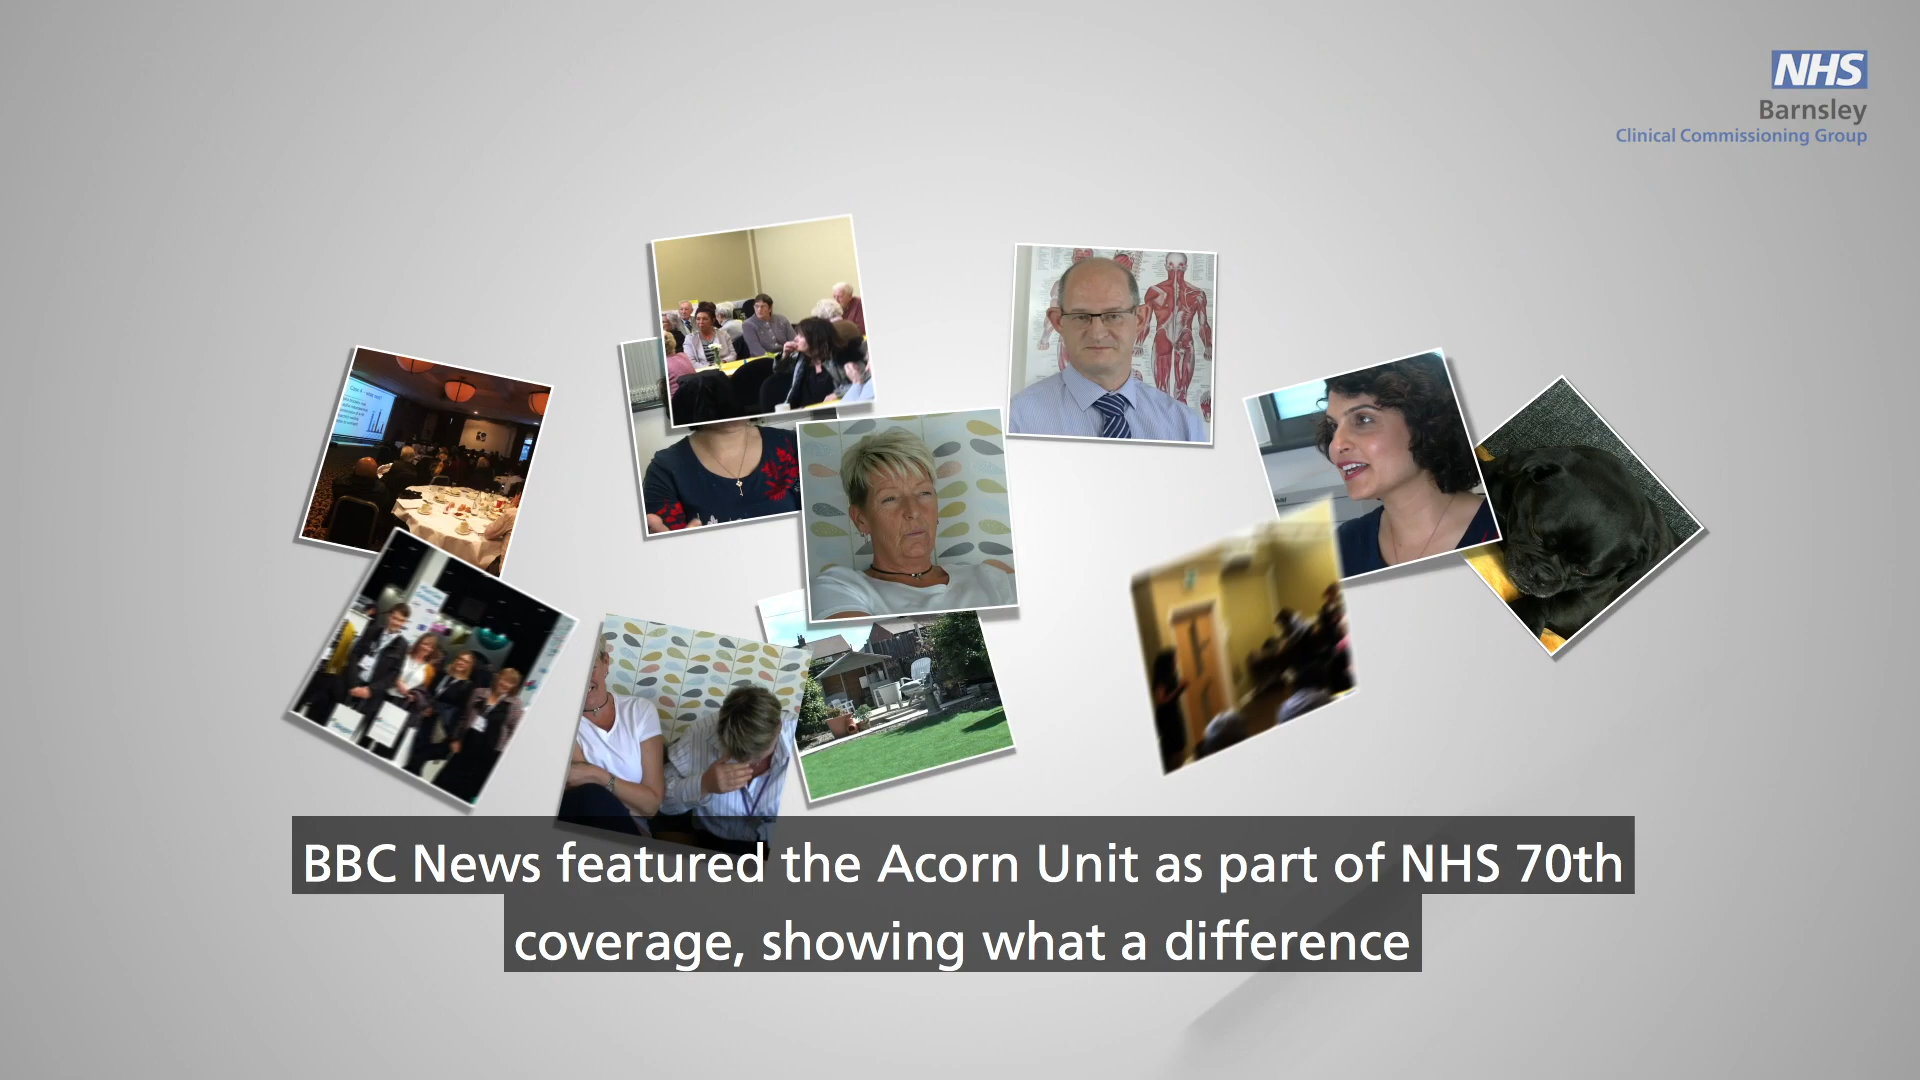 NHS
Barnsley
Clinical Commissioning Group
BBC News featured the Acorn Unit as part of NHS 70th
coverage, showing what a difference